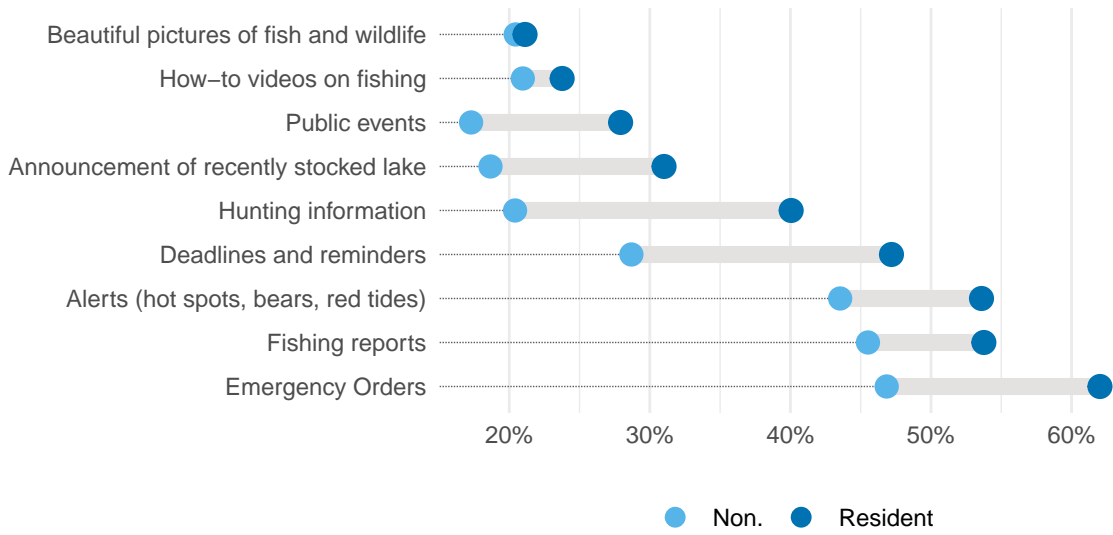 Beautiful pictures of fish and wildlife
How−to videos on fishing
Public events
Announcement of recently stocked lake
Hunting information
Deadlines and reminders
Alerts (hot spots, bears, red tides)
Fishing reports
Emergency Orders
20% 30% 40% 50% 60%
Non. Resident